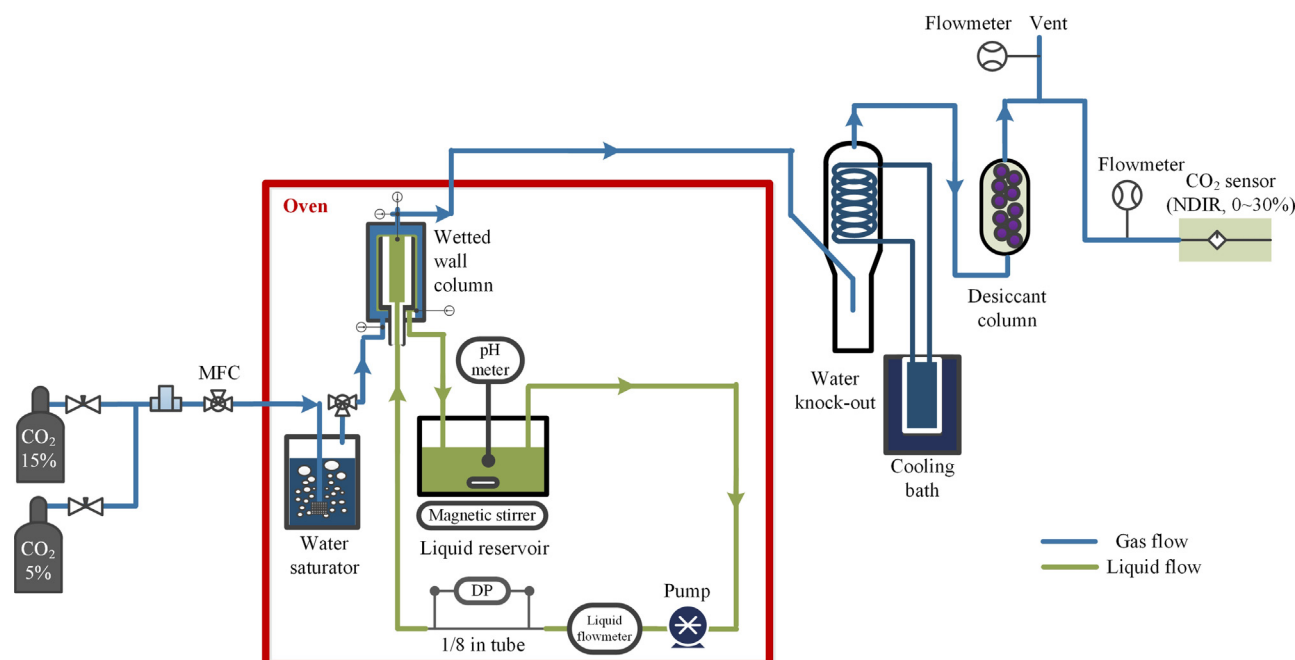 Flowmeter
Vent
Flowmeter
CO₂ sensor
(NDIR, 0~30%)
Oven
Wetted
wall
column
Desiccant
column
pH
meter
MFC
Water
knock-out
CO₂
15%
Cooling
bath
Magnetic stirrer
Liquid reservoir
Water
saturator
CO₂
5%
Gas flow
Liquid flow
DP
Pump
Liquid
flowmeter
1/8 in tube